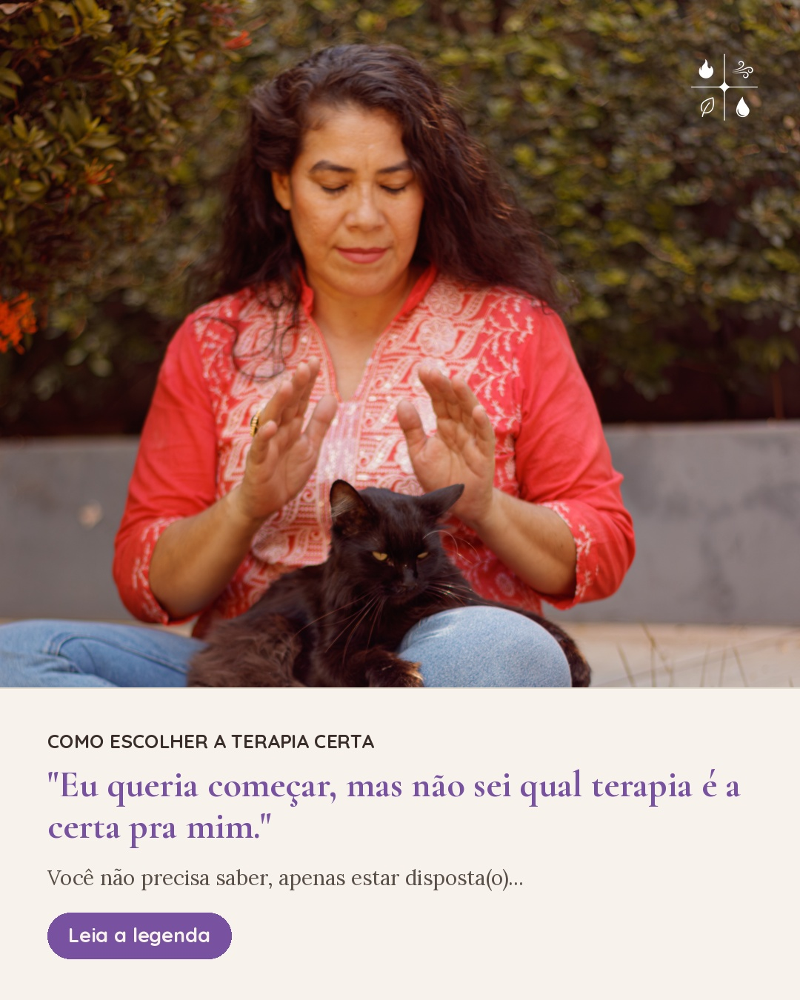 COMO ESCOLHER A TERAPIA CERTA
"Eu queria começar, mas não sei qual terapia é a
certa pra mim."
Você não precisa saber, apenas estar disposta(o)...
Leia a legenda